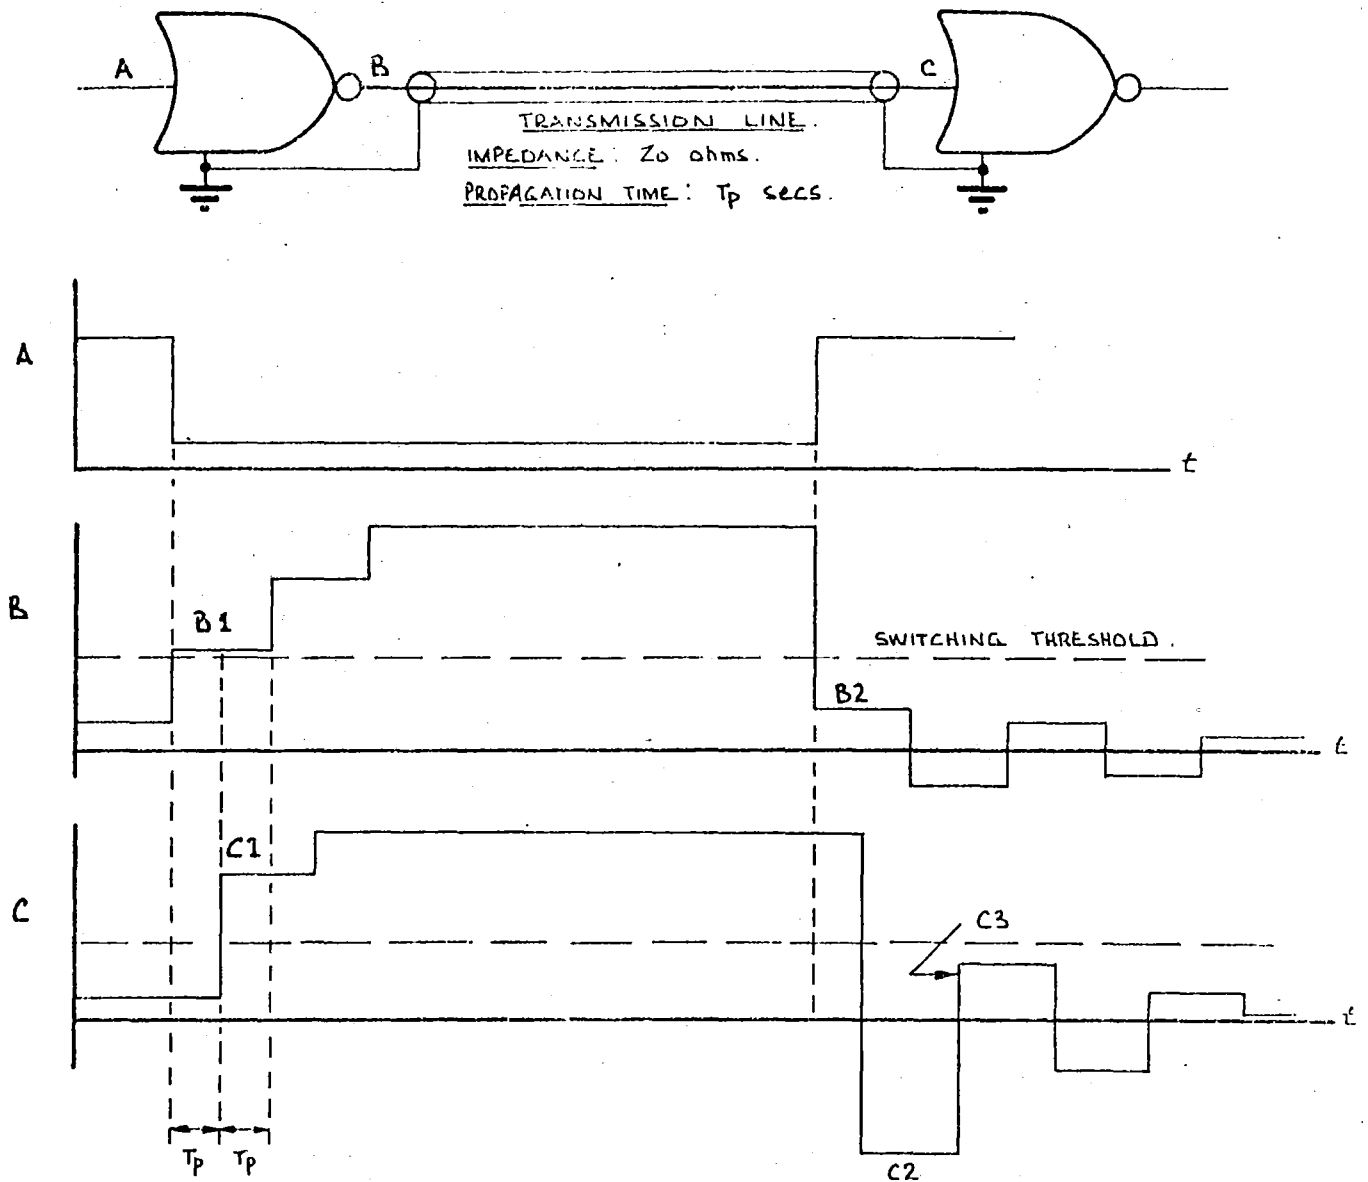 A
B
C
TRANSMISSION LINE.
IMPEDANCE: Zo ohms.
PROPAGATION TIME: Tp secs.
A
t
B
B1
SWITCHING THRESHOLD.
B2
t
C
C1
C3
t
Tp Tp
C2